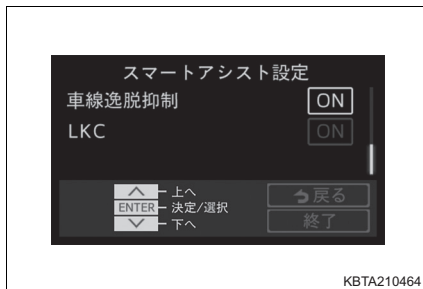 スマートアシスト設定
車線逸脱抑制 ON
LKC ON
上へ
ENTER 決定/選択
下へ
戻る
終了
KBTA210464